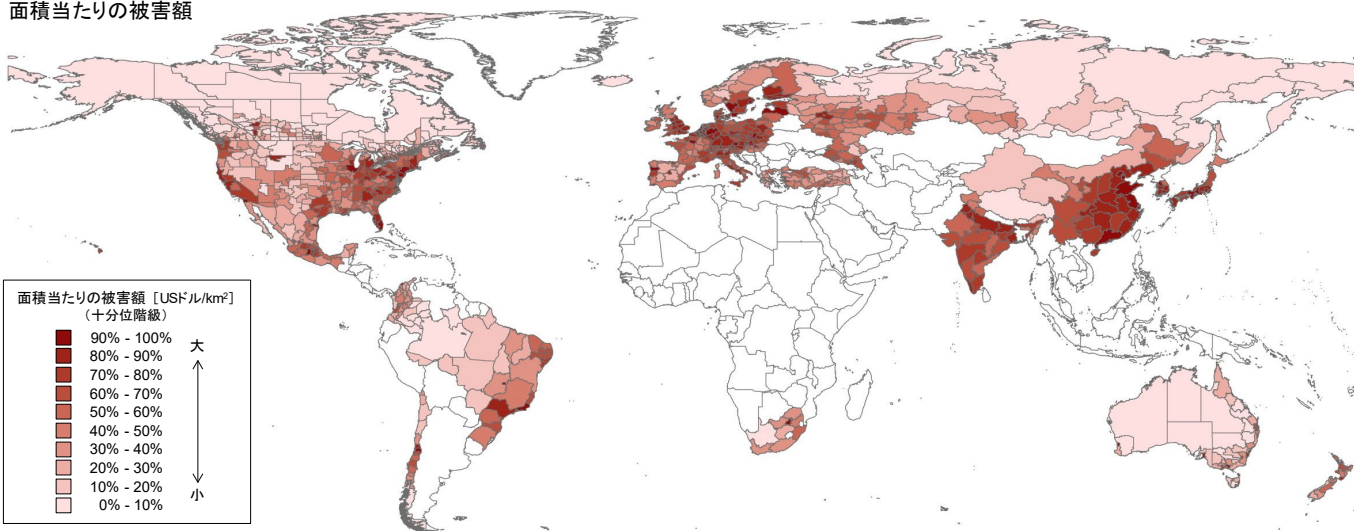 面積当たりの被害額
面積当たりの被害額 [USドル/km²]
（十分位階級）
90% - 100%
80% - 90%
70% - 80%
60% - 70%
50% - 60%
40% - 50%
30% - 40%
20% - 30%
10% - 20%
0% - 10%
大
小